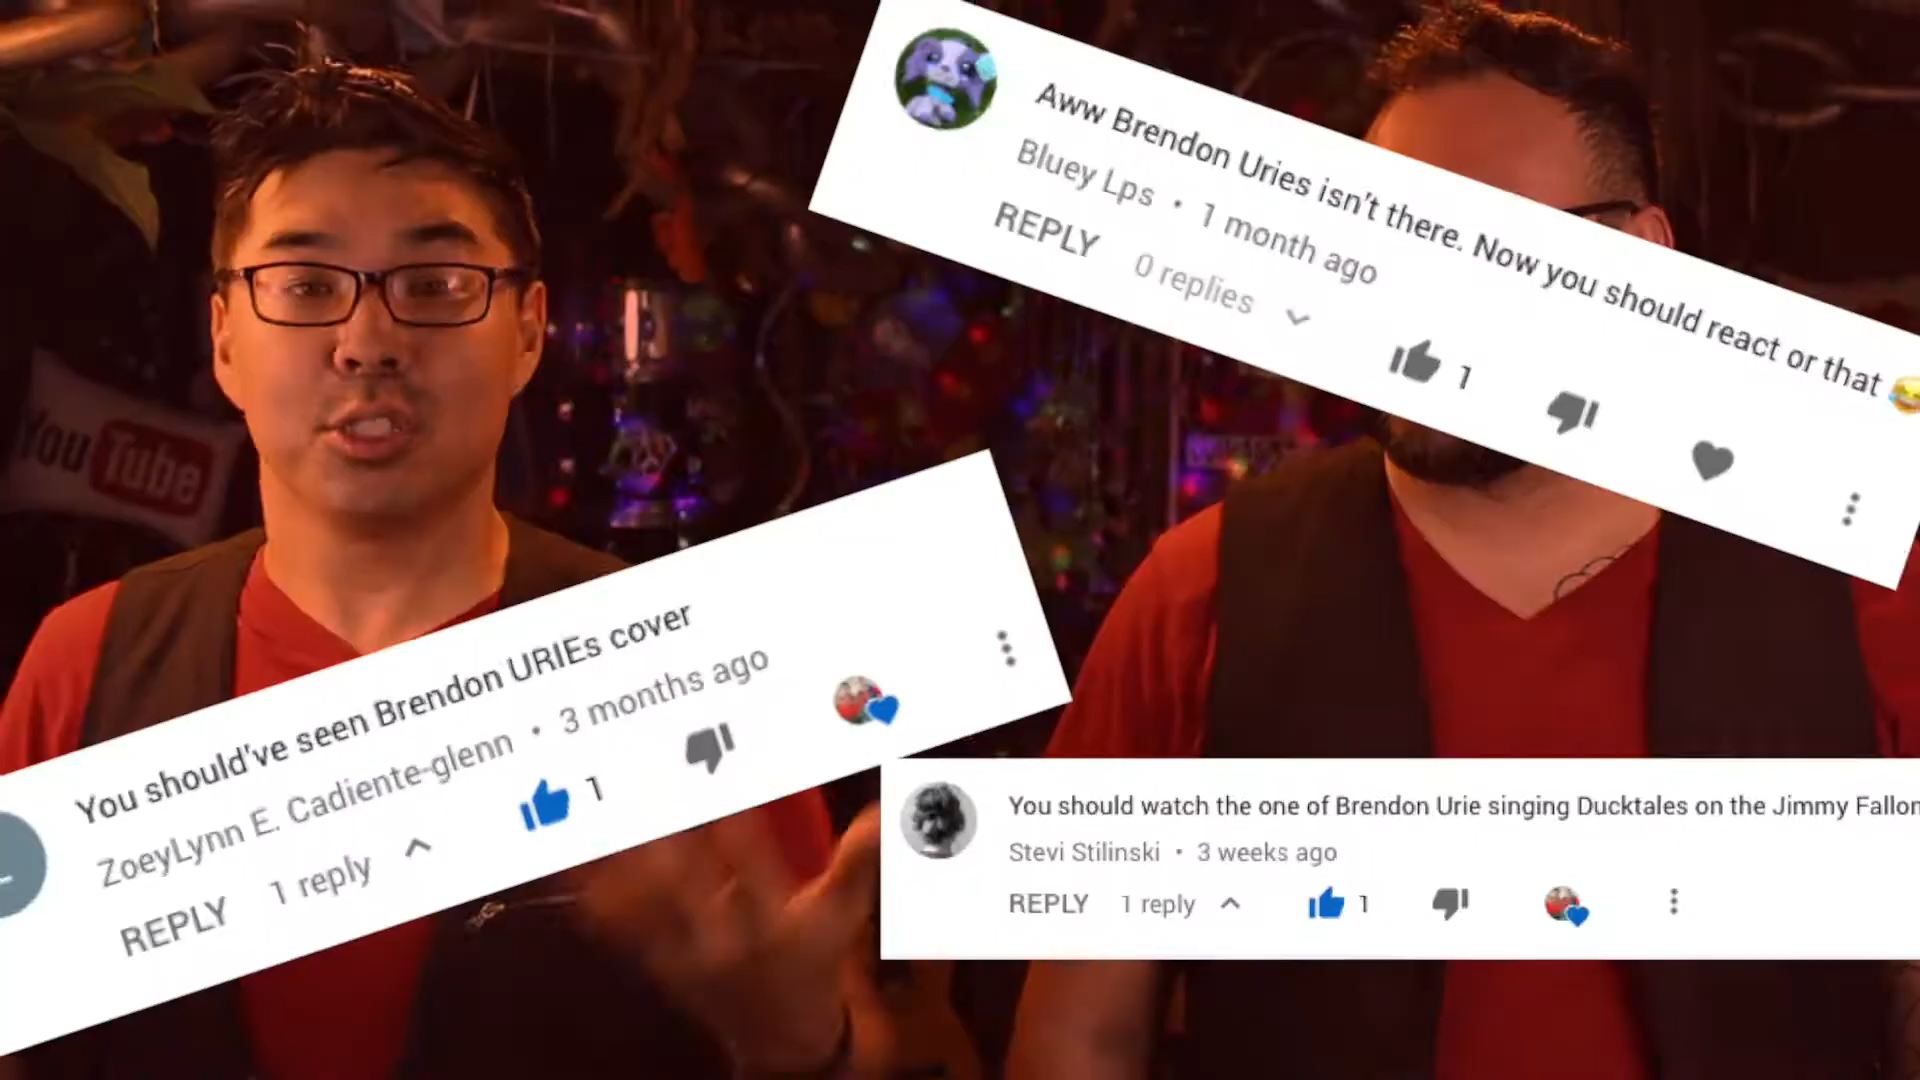 Aww Brendon Uries isn't there. Now you should react or that 😂
Bluey Lps • 1 month ago
REPLY 0 replies 1
You Tube
You should've seen Brendon URIEs cover
ZoeyLynn E. Cadiente-glenn • 3 months ago
REPLY 1 reply 1
You should watch the one of Brendon Urie singing Ducktales on the Jimmy Fallon
Stevi Stilinski • 3 weeks ago
REPLY 1 reply 1